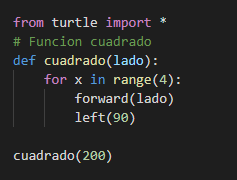 from turtle import *
# Funcion cuadrado
def cuadrado(lado):
    for x in range(4):
        forward(lado)
        left(90)

cuadrado(200)